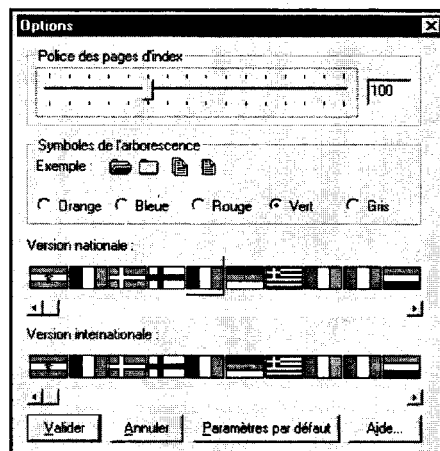 Options
Police des pages d'index
100
Symboles de l'arborescence
Exemple :
Orange Bleue Rouge Vert Gris
Version nationale :
Version internationale :
Valider Annuler Paramètres par défaut Aide...